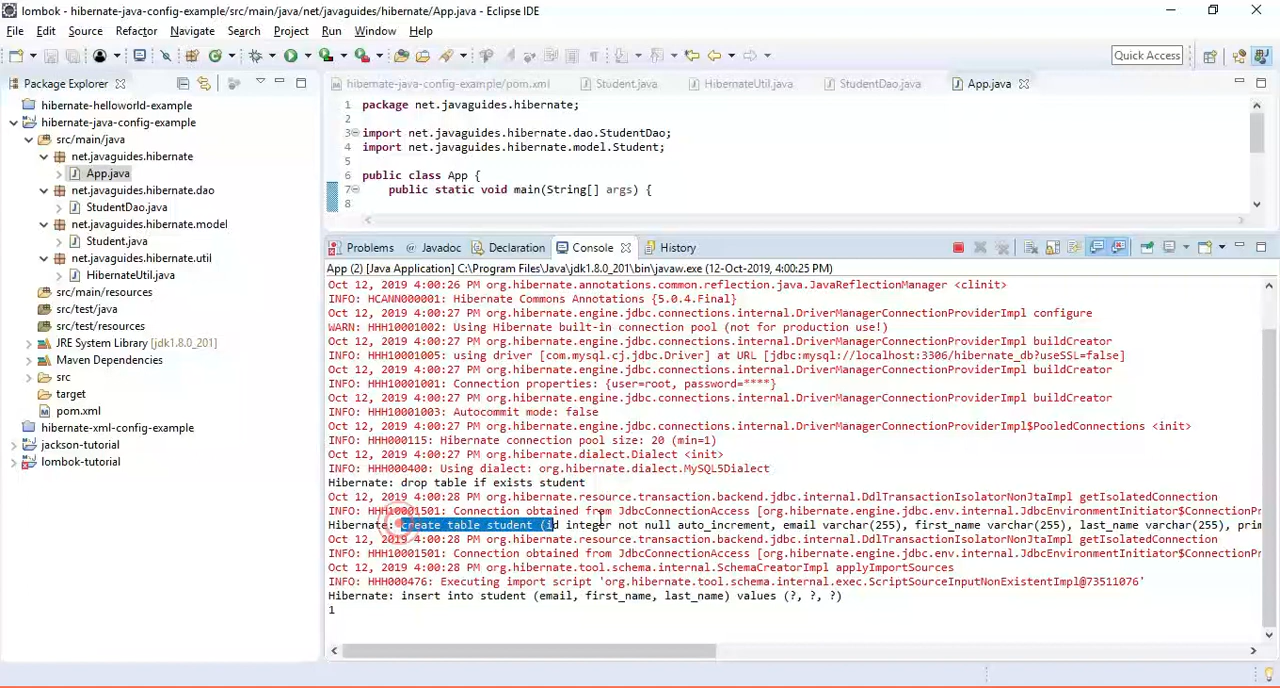 lombok - hibernate-java-config-example/src/main/java/net/javaguides/hibernate/App.java - Eclipse IDE
File Edit Source Refactor Navigate Search Project Run Window Help
Quick Access
Package Explorer
hibernate-helloworld-example
hibernate-java-config-example
src/main/java
net.javaguides.hibernate
App.java
net.javaguides.hibernate.dao
StudentDao.java
net.javaguides.hibernate.model
Student.java
net.javaguides.hibernate.util
HibernateUtil.java
src/main/resources
src/test/java
src/test/resources
JRE System Library [jdk1.8.0_201]
Maven Dependencies
src
target
pom.xml
hibernate-xml-config-example
jackson-tutorial
lombok-tutorial
hibernate-java-config-example/pom.xml Student.java HibernateUtil.java StudentDao.java App.java
1 package net.javaguides.hibernate;
2
3 import net.javaguides.hibernate.dao.StudentDao;
4 import net.javaguides.hibernate.model.Student;
5
6 public class App {
7 public static void main(String[] args) {
8
Problems Javadoc Declaration Console History
App (2) [Java Application] C:\Program Files\Java\jdk1.8.0_201\bin\javaw.exe (12-Oct-2019, 4:00:25 PM)
Oct 12, 2019 4:00:26 PM org.hibernate.annotations.common.reflection.java.JavaReflectionManager <clinit>
INFO: HCANN000001: Hibernate Commons Annotations {5.0.4.Final}
Oct 12, 2019 4:00:27 PM org.hibernate.engine.jdbc.connections.internal.DriverManagerConnectionProviderImpl configure
WARN: HHH10001002: Using Hibernate built-in connection pool (not for production use!)
Oct 12, 2019 4:00:27 PM org.hibernate.engine.jdbc.connections.internal.DriverManagerConnectionProviderImpl buildCreator
INFO: HHH10001005: using driver [com.mysql.cj.jdbc.Driver] at URL [jdbc:mysql://localhost:3306/hibernate_db?useSSL=false]
Oct 12, 2019 4:00:27 PM org.hibernate.engine.jdbc.connections.internal.DriverManagerConnectionProviderImpl buildCreator
INFO: HHH10001001: Connection properties: {user=root, password=****}
Oct 12, 2019 4:00:27 PM org.hibernate.engine.jdbc.connections.internal.DriverManagerConnectionProviderImpl buildCreator
INFO: HHH10001003: Autocommit mode: false
Oct 12, 2019 4:00:27 PM org.hibernate.engine.jdbc.connections.internal.DriverManagerConnectionProviderImpl$PooledConnections <init>
INFO: HHH000115: Hibernate connection pool size: 20 (min=1)
Oct 12, 2019 4:00:27 PM org.hibernate.dialect.Dialect <init>
INFO: HHH000400: Using dialect: org.hibernate.dialect.MySQL5Dialect
Hibernate: drop table if exists student
Oct 12, 2019 4:00:28 PM org.hibernate.resource.transaction.backend.jdbc.internal.DdlTransactionIsolatorNonJtaImpl getIsolatedConnection
INFO: HHH10001501: Connection obtained from JdbcConnectionAccess [org.hibernate.engine.jdbc.env.internal.JdbcEnvironmentInitiator$ConnectionPr
Hibernate: create table student (id integer not null auto_increment, email varchar(255), first_name varchar(255), last_name varchar(255), prim
Oct 12, 2019 4:00:28 PM org.hibernate.resource.transaction.backend.jdbc.internal.DdlTransactionIsolatorNonJtaImpl getIsolatedConnection
INFO: HHH10001501: Connection obtained from JdbcConnectionAccess [org.hibernate.engine.jdbc.env.internal.JdbcEnvironmentInitiator$ConnectionPr
Oct 12, 2019 4:00:28 PM org.hibernate.tool.schema.internal.SchemaCreatorImpl applyImportSources
INFO: HHH000476: Executing import script 'org.hibernate.tool.schema.internal.exec.ScriptSourceInputNonExistentImpl@73511076'
Hibernate: insert into student (email, first_name, last_name) values (?, ?, ?)
1